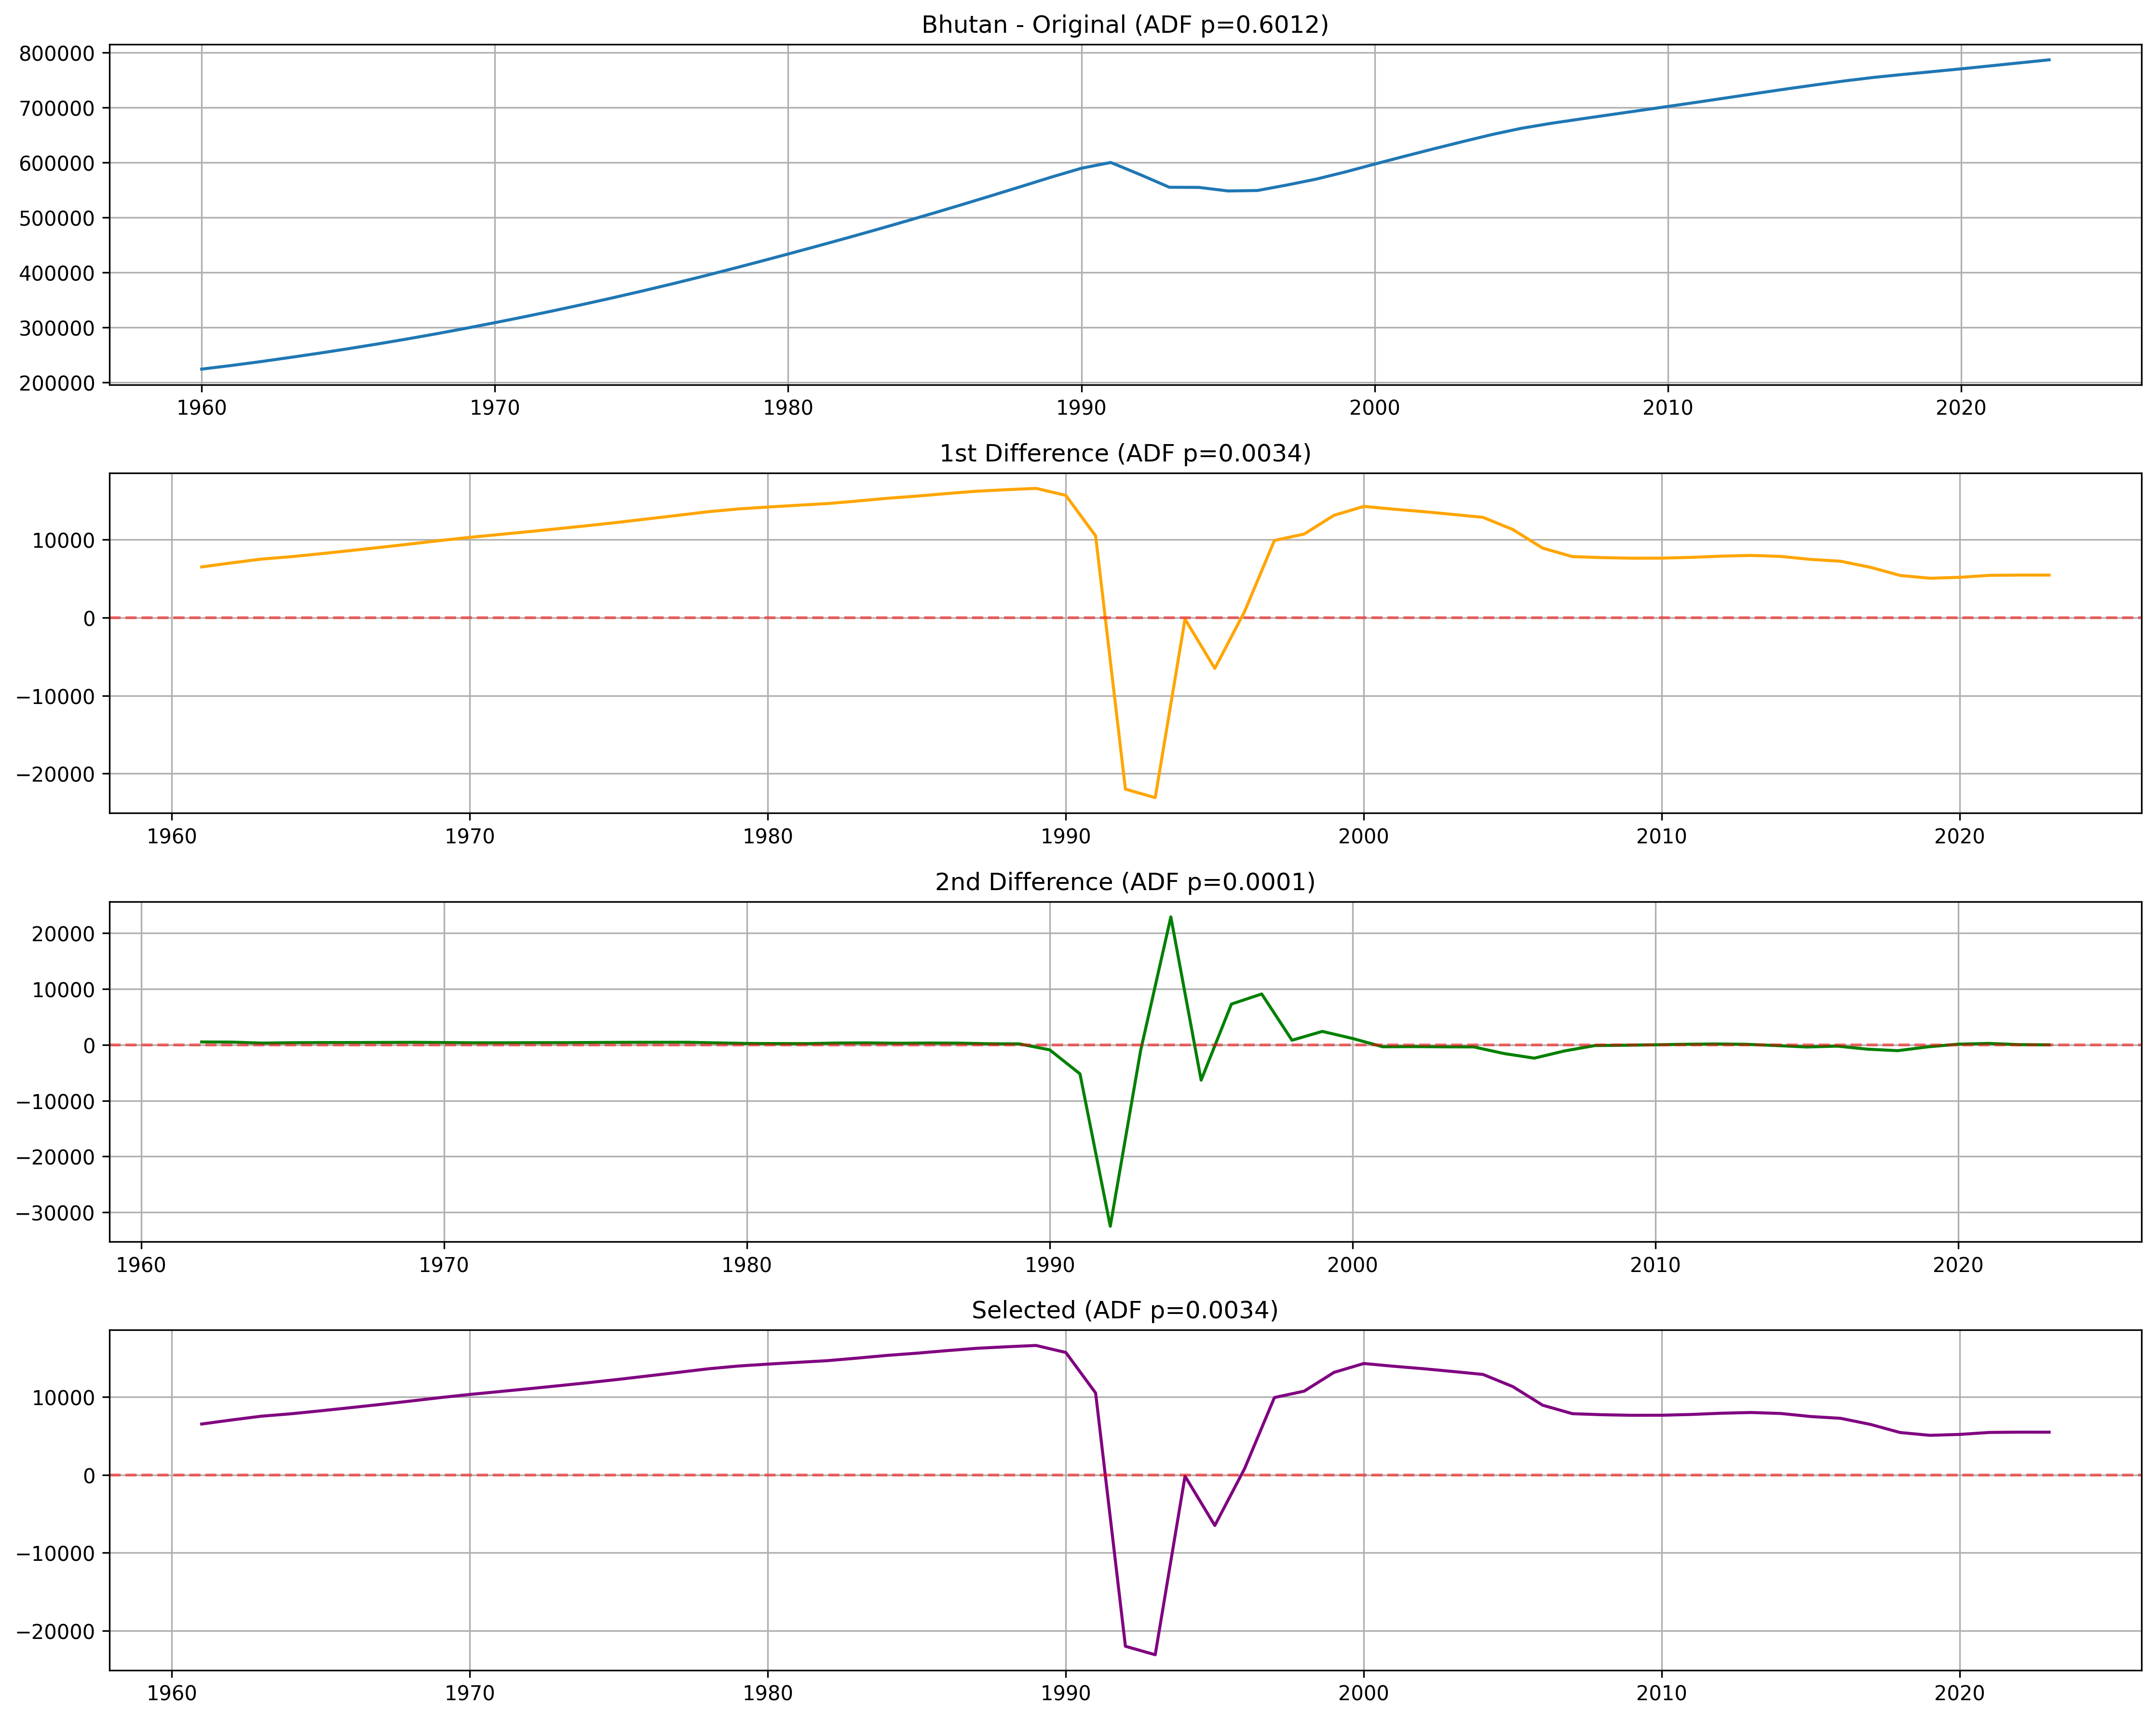 Bhutan - Original (ADF p=0.6012)
800000
700000
600000
500000
400000
300000
200000
1960 1970 1980 1990 2000 2010 2020
1st Difference (ADF p=0.0034)
10000
0
−10000
−20000
1960 1970 1980 1990 2000 2010 2020
2nd Difference (ADF p=0.0001)
20000
10000
0
−10000
−20000
−30000
1960 1970 1980 1990 2000 2010 2020
Selected (ADF p=0.0034)
10000
0
−10000
−20000
1960 1970 1980 1990 2000 2010 2020